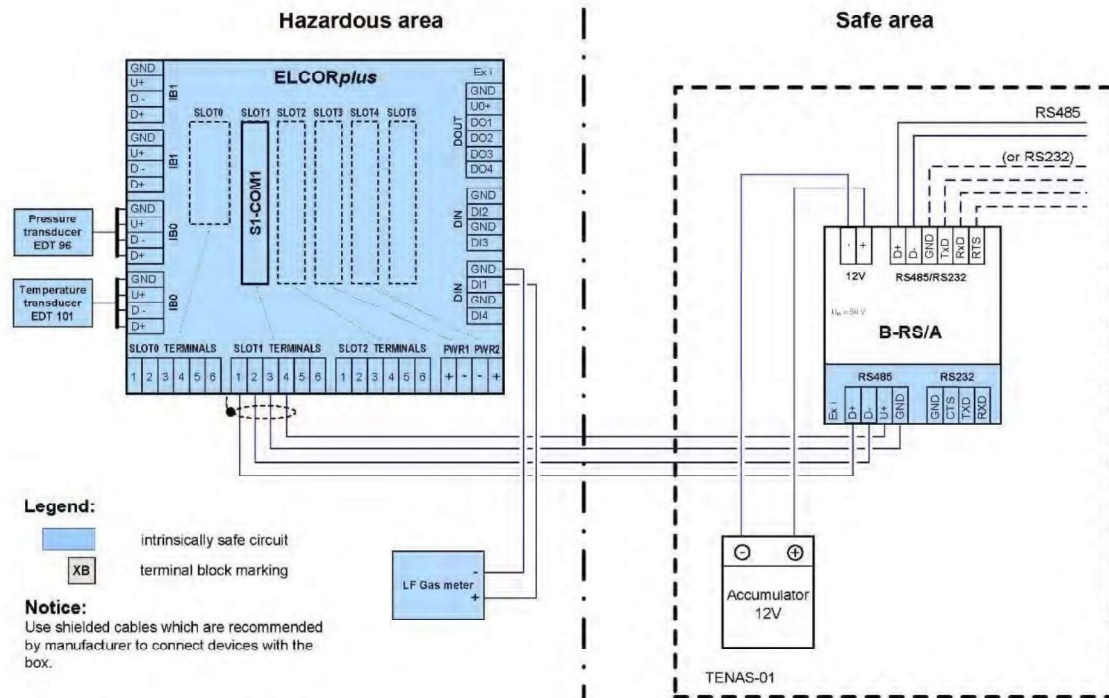 Hazardous area
Safe area
ELCORplus
Ex i
GND
U+
D -
D+
IB1
GND
U+
D -
D+
IB1
GND
U+
D -
D+
IB0
GND
U+
D -
D+
IB0
Pressure
transducer
EDT 96
Temperature
transducer
EDT 101
SLOT0
SLOT1
SLOT2
SLOT3
SLOT4
SLOT5
S1-COM1
DOUT
GND
U0+
DO1
DO2
DO3
DO4
DIN
GND
DI2
GND
DI3
DIN
GND
DI1
GND
DI4
SLOT0 TERMINALS
SLOT1 TERMINALS
SLOT2 TERMINALS
PWR1 PWR2
1 2 3 4 5 6
1 2 3 4 5 6
1 2 3 4 5 6
+ - - +
RS485
(or RS232)
- +
12V
D+
D-
GND
TxD
RxD
RTS
RS485/RS232
B-RS/A
RS485
RS232
Ex i
D+
D-
U+
GND
GND
CTS
TXD
RXD
Legend:
intrinsically safe circuit
XB
terminal block marking
Notice:
Use shielded cables which are recommended
by manufacturer to connect devices with the
box.
LF Gas meter
-
+
- +
Accumulator
12V
TENAS-01